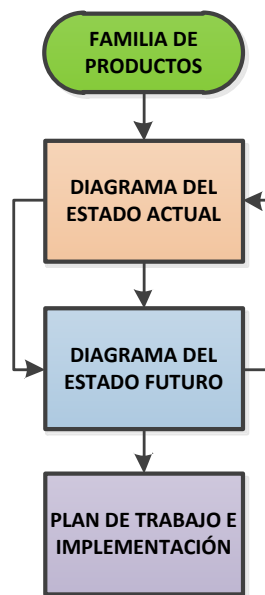 FAMILIA DE
PRODUCTOS
DIAGRAMA DEL
ESTADO ACTUAL
DIAGRAMA DEL
ESTADO FUTURO
PLAN DE TRABAJO E
IMPLEMENTACIÓN